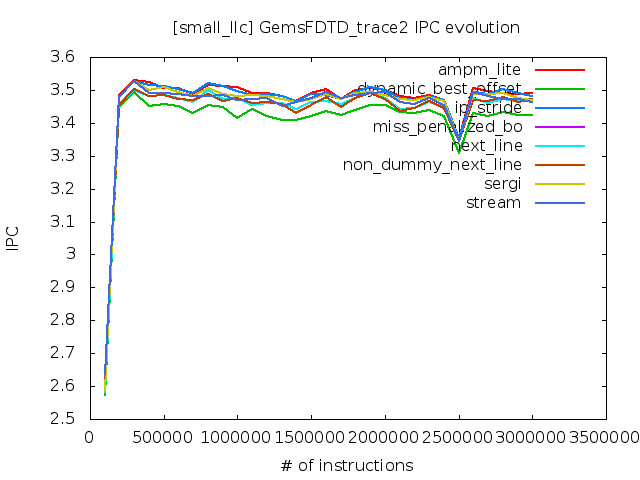 [small_llc] GemsFDTD_trace2 IPC evolution
3.6
3.5
3.4
3.3
3.2
3.1
3
2.9
2.8
2.7
2.6
2.5
IPC
ampm_lite
dynamic_best_offset
ip_stride
miss_penalized_bo
next_line
non_dummy_next_line
sergi
stream
0 500000 1000000 1500000 2000000 2500000 3000000 3500000
# of instructions